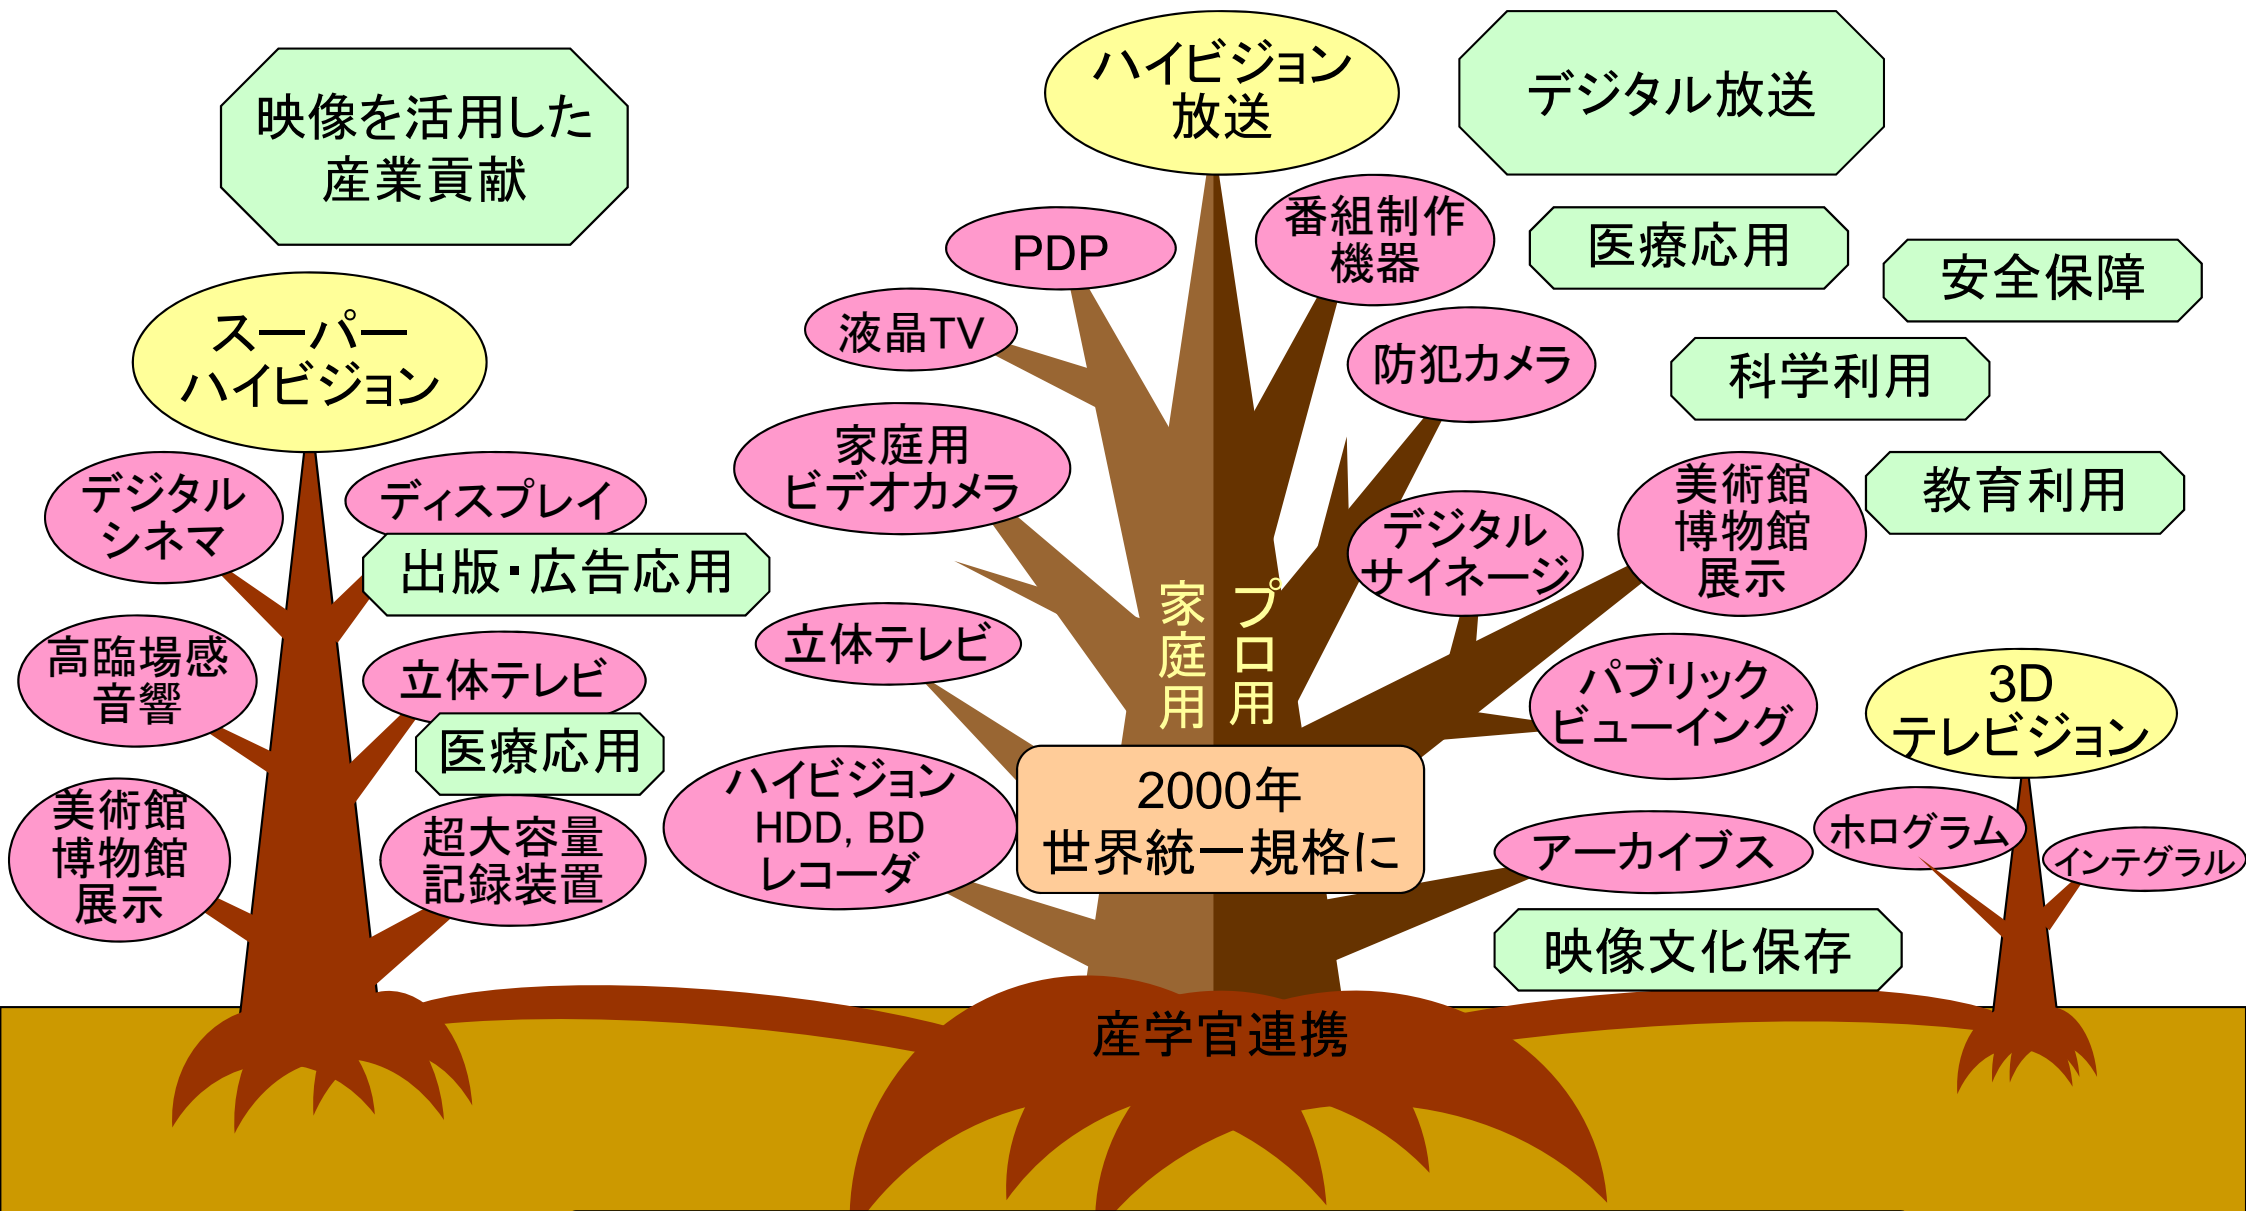 映像を活用した
産業貢献
スーパー
ハイビジョン
デジタル
シネマ
ディスプレイ
出版・広告応用
高臨場感
音響
立体テレビ
医療応用
美術館
博物館
展示
超大容量
記録装置
ハイビジョン
放送
PDP
液晶TV
家庭用
ビデオカメラ
立体テレビ
ハイビジョン
HDD, BD
レコーダ
家庭用
プロ用
2000年
世界統一規格に
番組制作
機器
防犯カメラ
デジタル
サイネージ
美術館
博物館
展示
パブリック
ビューイング
アーカイブス
デジタル放送
医療応用
安全保障
科学利用
教育利用
映像文化保存
3D
テレビジョン
ホログラム
インテグラル
産学官連携